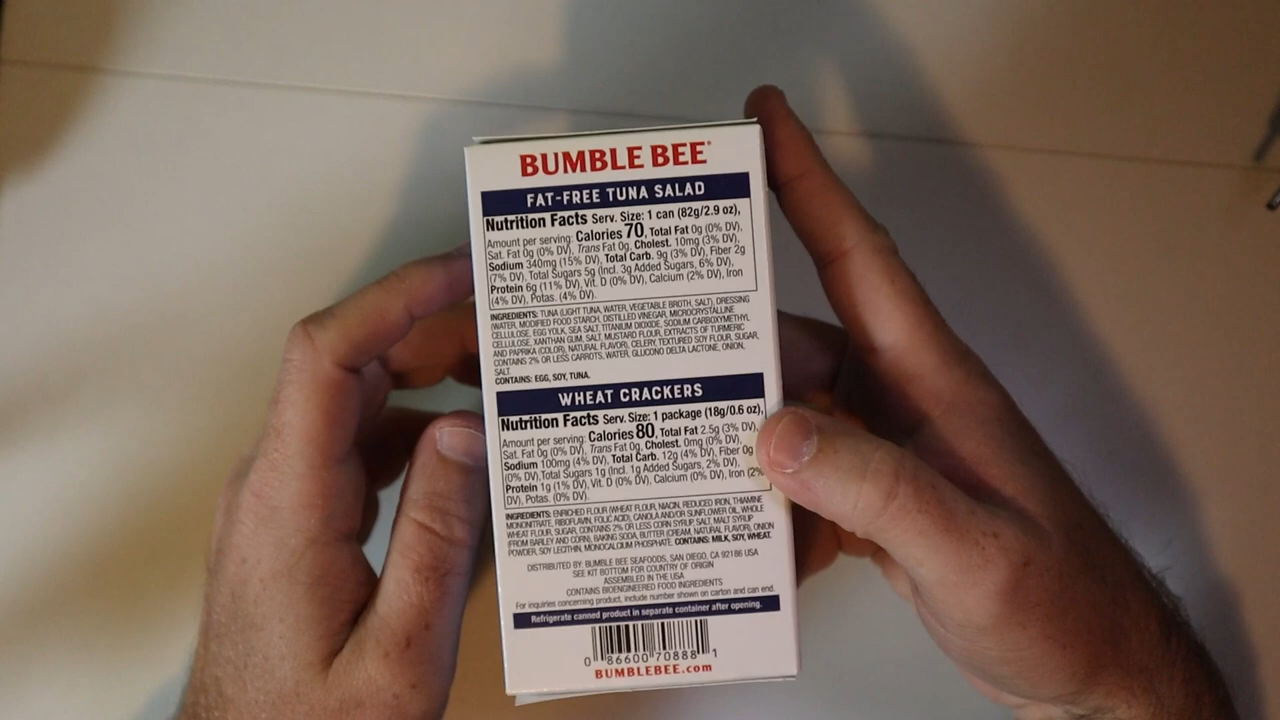 BUMBLE BEE®
FAT-FREE TUNA SALAD
Nutrition Facts Serv. Size: 1 can (82g/2.9 oz),
Amount per serving: Calories 70, Total Fat 0g (0% DV),
Sat. Fat 0g (0% DV), Trans Fat 0g, Cholest. 10mg (3% DV),
Sodium 340mg (15% DV), Total Carb. 9g (3% DV), Fiber 2g
(7% DV), Total Sugars 5g (Incl. 3g Added Sugars, 6% DV),
Protein 6g (11% DV), Vit. D (0% DV), Calcium (2% DV), Iron
(4% DV), Potas. (4% DV).
INGREDIENTS: TUNA (LIGHT TUNA, WATER, VEGETABLE BROTH, SALT), DRESSING
(WATER, MODIFIED FOOD STARCH, DISTILLED VINEGAR, MICROCRYSTALLINE
CELLULOSE, EGG YOLK, SEA SALT, TITANIUM DIOXIDE, SODIUM CARBOXYMETHYL
CELLULOSE, XANTHAN GUM, SALT, MUSTARD FLOUR, EXTRACTS OF TURMERIC
AND PAPRIKA (COLOR), NATURAL FLAVOR), CELERY, TEXTURED SOY FLOUR, SUGAR,
CONTAINS 2% OR LESS CARROTS, WATER, GLUCONO DELTA LACTONE, ONION,
SALT.
CONTAINS: EGG, SOY, TUNA.
WHEAT CRACKERS
Nutrition Facts Serv. Size: 1 package (18g/0.6 oz),
Amount per serving: Calories 80, Total Fat 2.5g (3% DV),
Sat. Fat 0g (0% DV), Trans Fat 0g, Cholest. 0mg (0% DV),
Sodium 100mg (4% DV), Total Carb. 12g (4% DV), Fiber 0g
(0% DV), Total Sugars 1g (Incl. 1g Added Sugars, 2% DV),
Protein 1g (1% DV), Vit. D (0% DV), Calcium (0% DV), Iron (2%
DV), Potas. (0% DV).
INGREDIENTS: ENRICHED FLOUR (WHEAT FLOUR, NIACIN, REDUCED IRON, THIAMINE
MONONITRATE, RIBOFLAVIN, FOLIC ACID), CANOLA AND/OR SUNFLOWER OIL, WHOLE
WHEAT FLOUR, SUGAR, CONTAINS 2% OR LESS CORN SYRUP, SALT, MALT SYRUP
(FROM BARLEY AND CORN), BAKING SODA, BUTTER (CREAM, NATURAL FLAVOR), ONION
POWDER, SOY LECITHIN, MONOCALCIUM PHOSPHATE. CONTAINS: MILK, SOY, WHEAT.
DISTRIBUTED BY: BUMBLE BEE SEAFOODS, SAN DIEGO, CA 92186 USA
SEE KIT BOTTOM FOR COUNTRY OF ORIGIN
ASSEMBLED IN THE USA
CONTAINS BIOENGINEERED FOOD INGREDIENTS
For inquiries concerning product, include number shown on carton and can end.
Refrigerate canned product in separate container after opening.
0 86600 70888 1
BUMBLEBEE.com